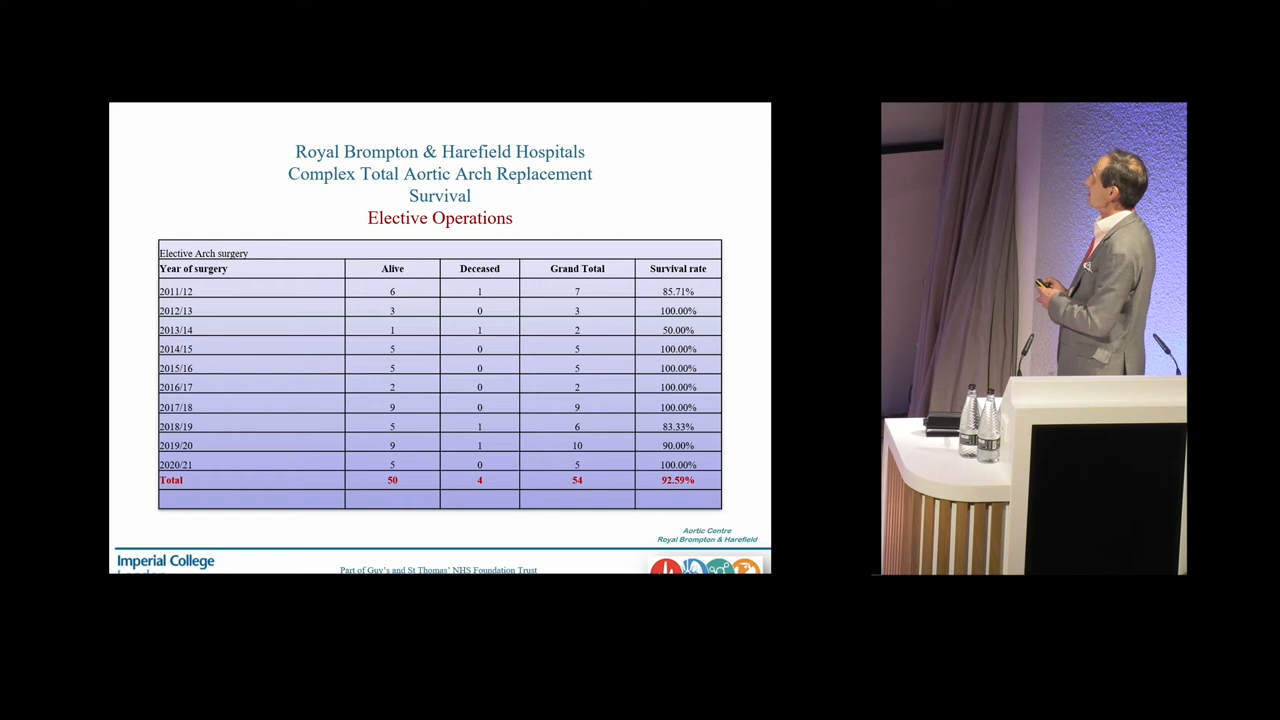 Royal Brompton & Harefield Hospitals
Complex Total Aortic Arch Replacement
Survival
Elective Operations
Elective Arch surgery
Year of surgery Alive Deceased Grand Total Survival rate
2011/12 6 1 7 85.71%
2012/13 3 0 3 100.00%
2013/14 1 1 2 50.00%
2014/15 5 0 5 100.00%
2015/16 5 0 5 100.00%
2016/17 2 0 2 100.00%
2017/18 9 0 9 100.00%
2018/19 5 1 6 83.33%
2019/20 9 1 10 90.00%
2020/21 5 0 5 100.00%
Total 50 4 54 92.59%
Aortic Centre
Royal Brompton & Harefield
Imperial College
Part of Guy's and St Thomas' NHS Foundation Trust